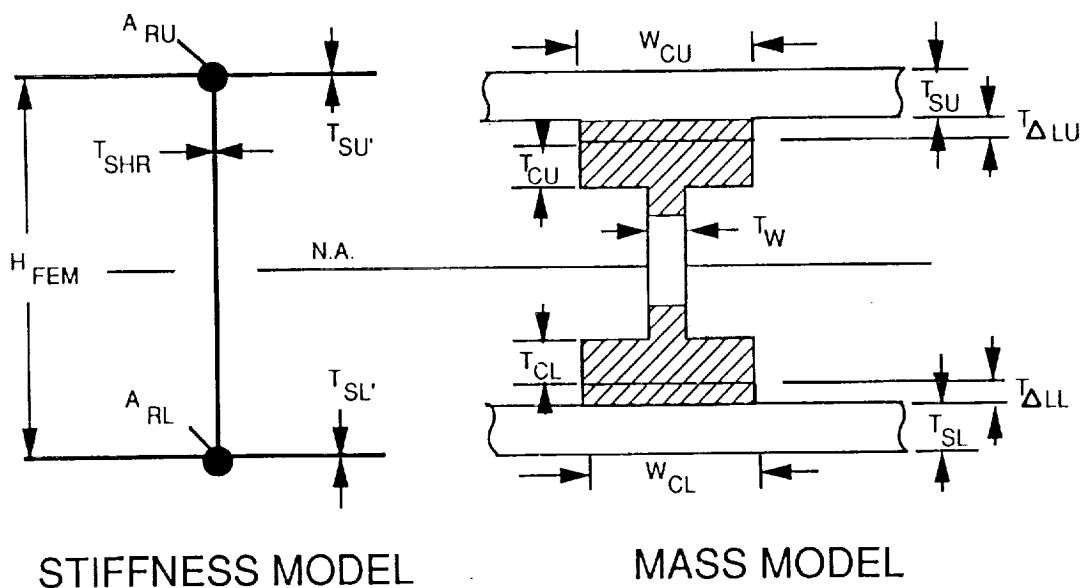 A RU
T SU'
T SHR
H FEM
N.A.
T SL'
A RL
STIFFNESS MODEL
W CU
T SU
T Δ LU
T CU
T W
T CL
T Δ LL
T SL
W CL
MASS MODEL